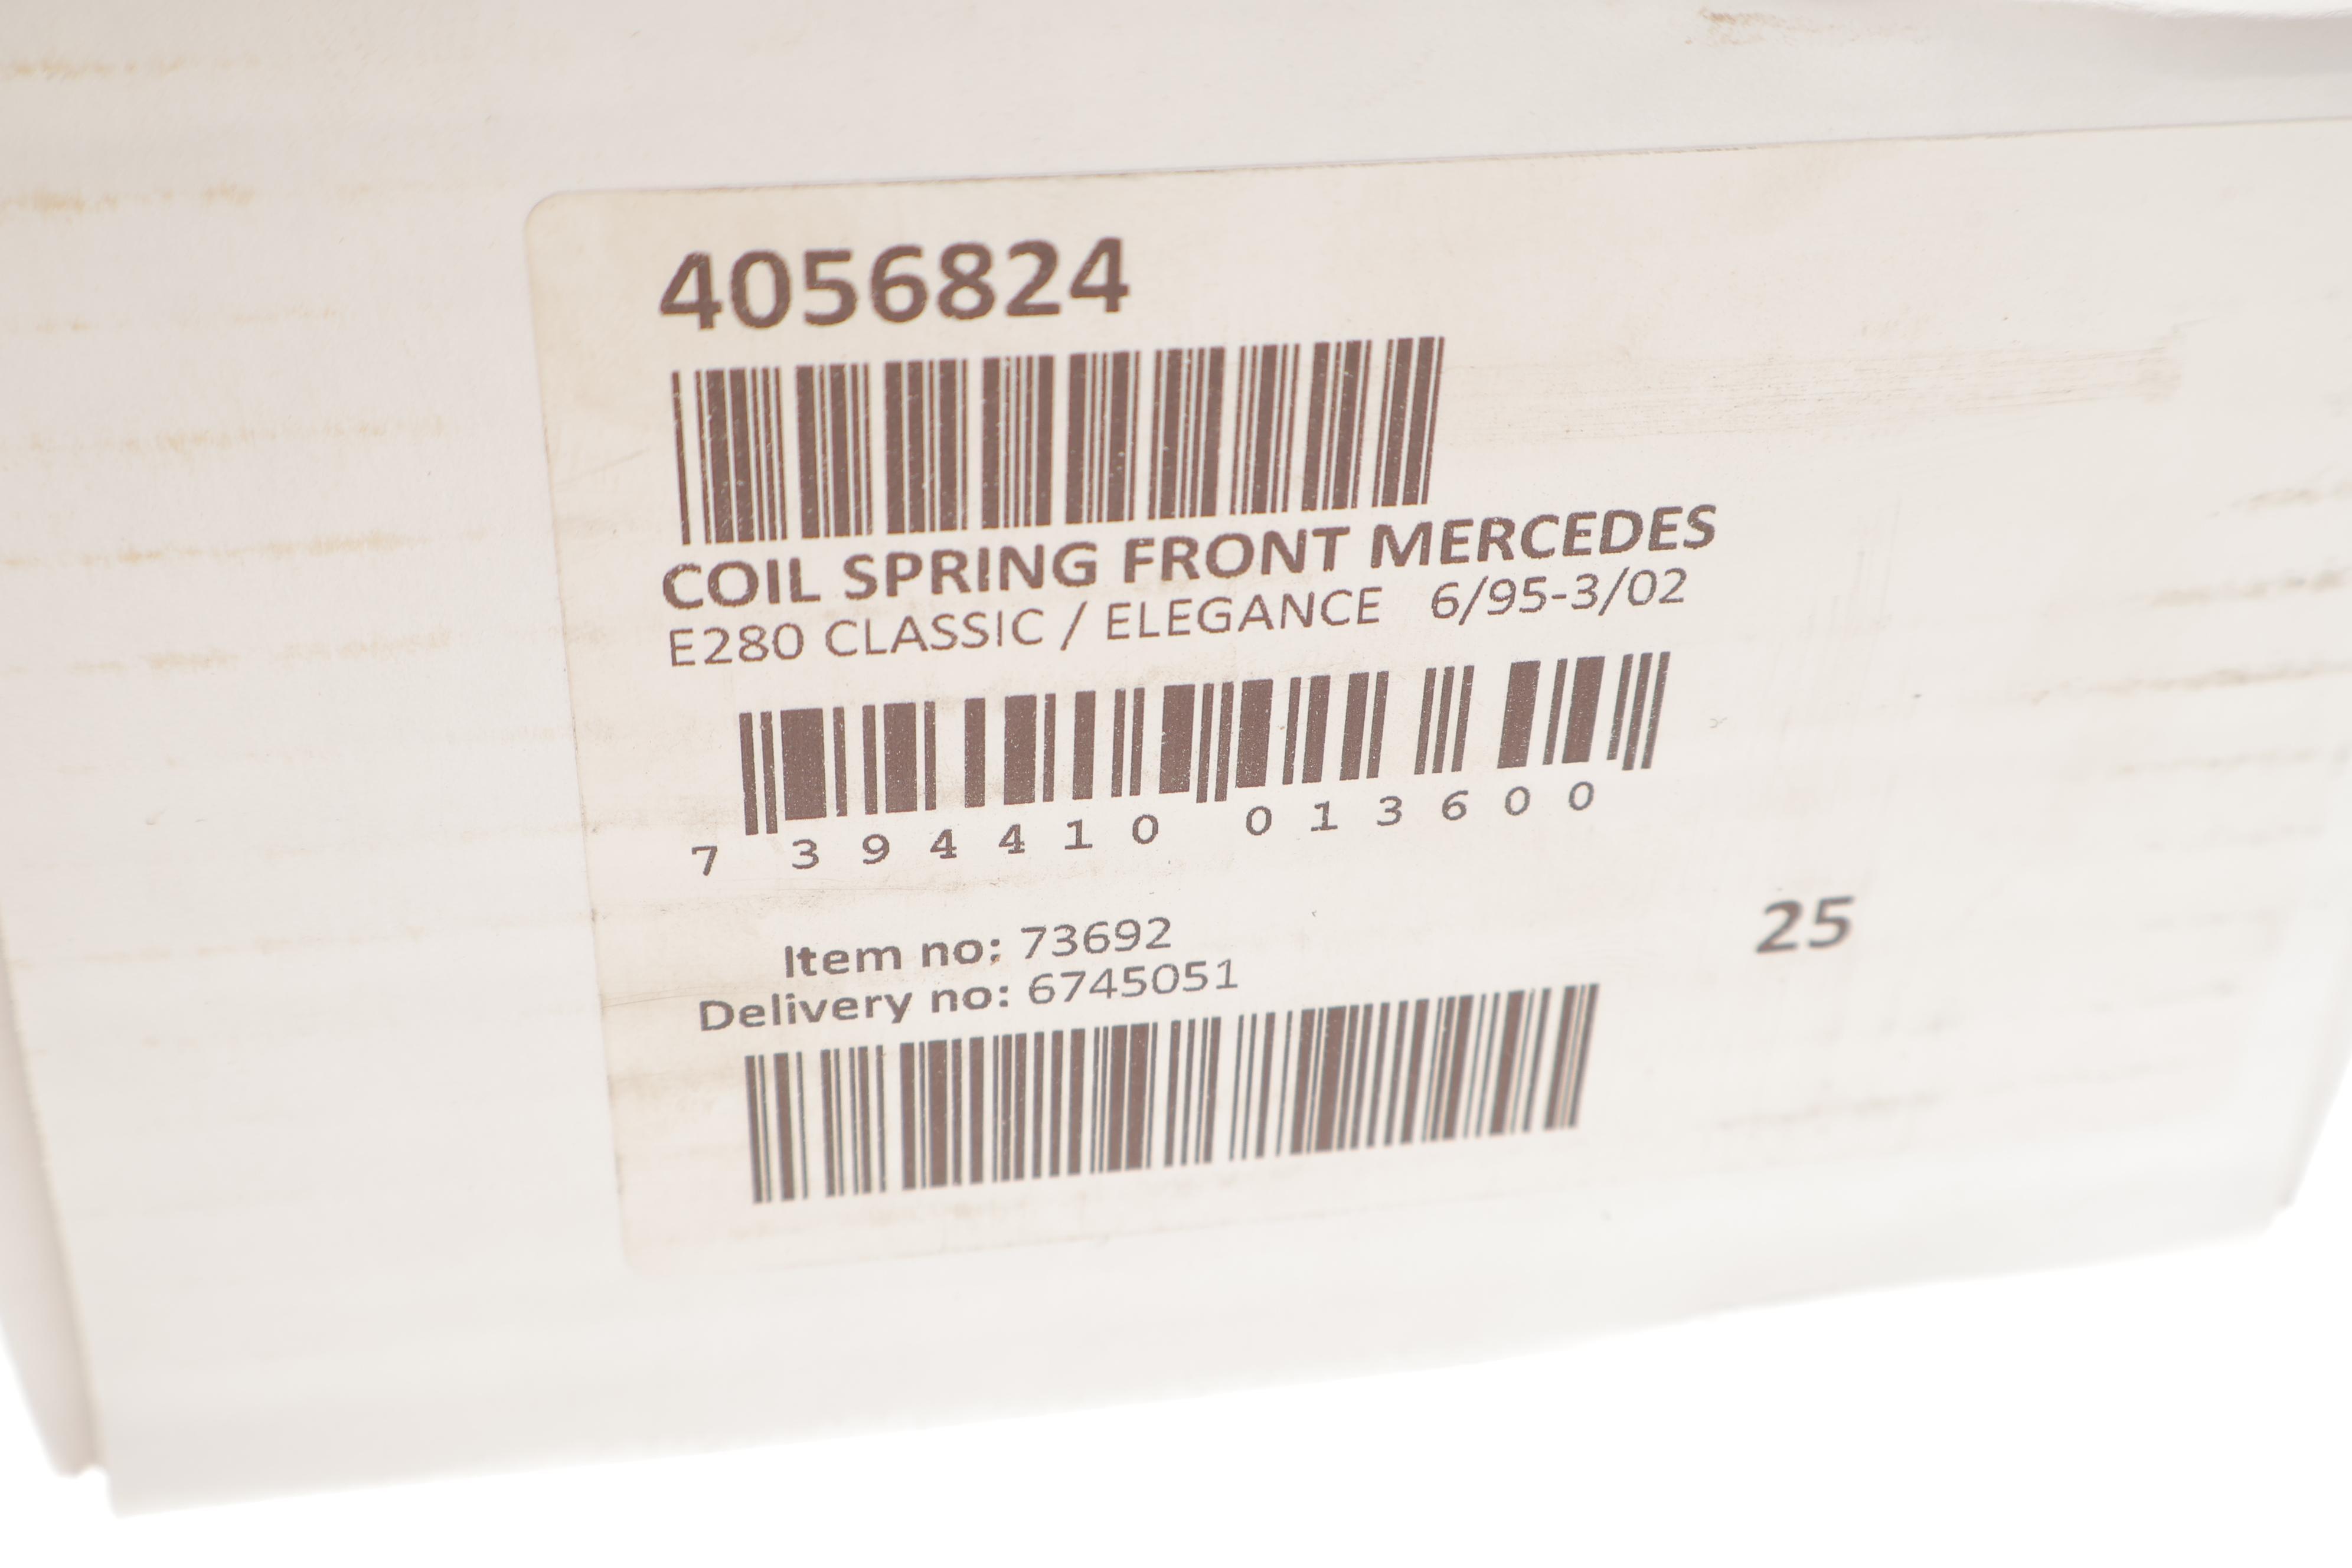 4056824
COIL SPRING FRONT MERCEDES
E280 CLASSIC / ELEGANCE 6/95-3/02
7 394410 013600
Item no: 73692
Delivery no: 6745051
25